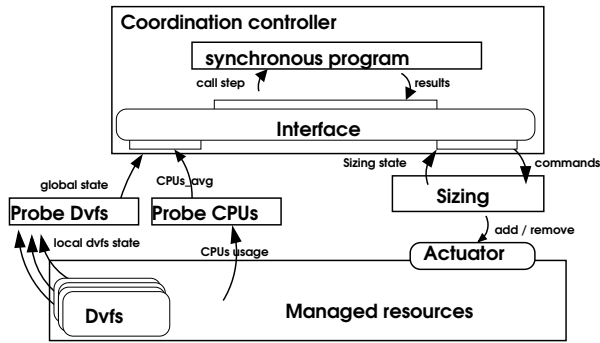 Coordination controller
synchronous program
call step
results
Interface
Sizing state
commands
global state
CPUs_avg
Probe Dvfs
Probe CPUs
Sizing
local dvfs state
add / remove
CPUs usage
Actuator
Dvfs
Managed resources